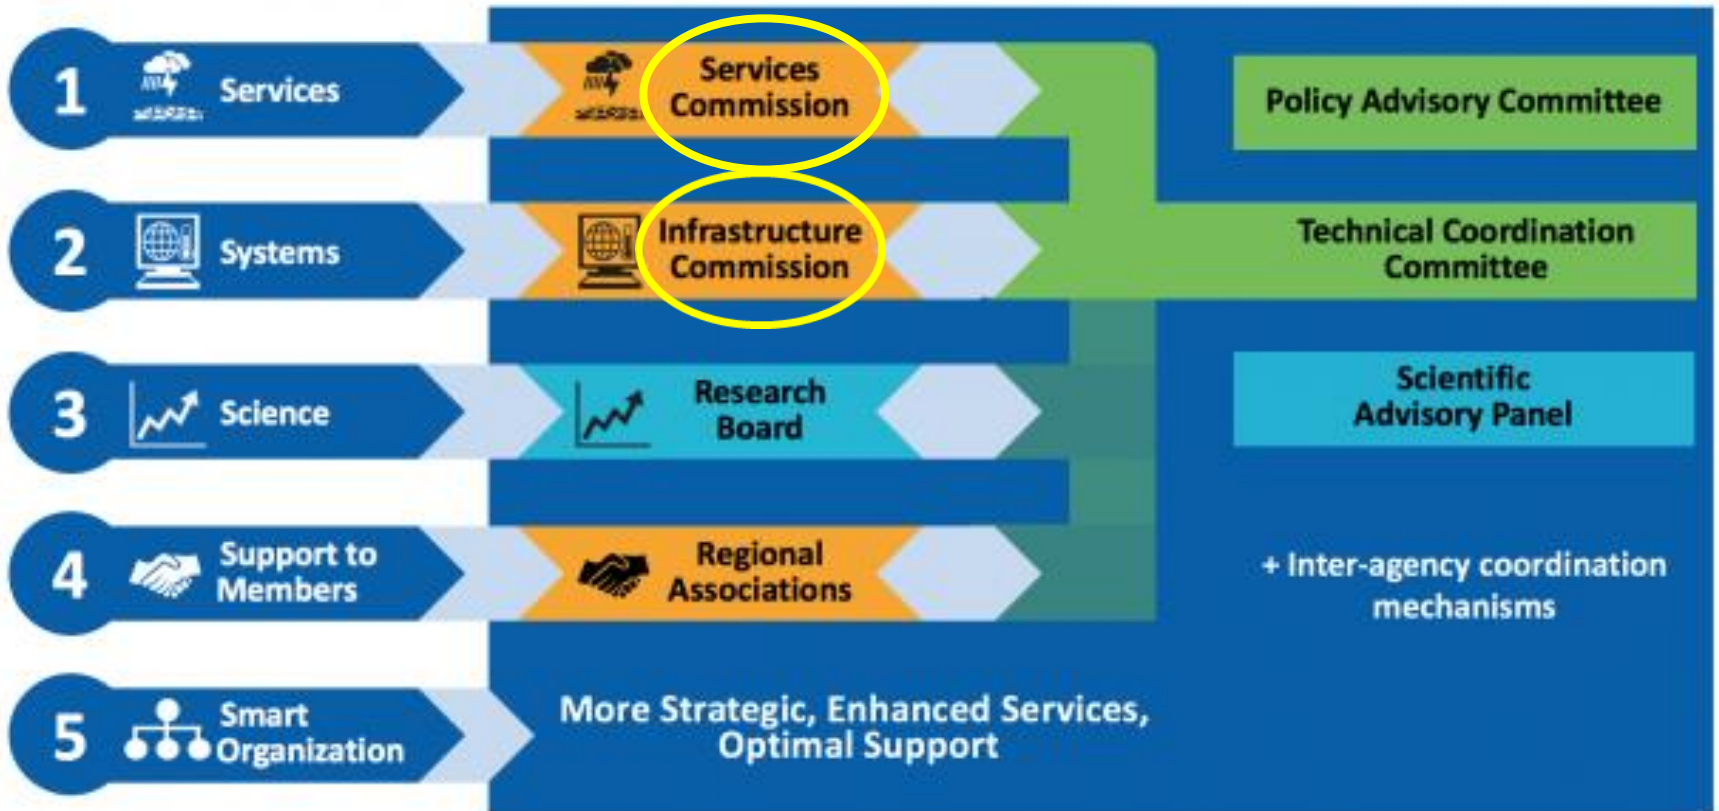 1
Services
Services
Commission
Policy Advisory Committee
2
Systems
Infrastructure
Commission
Technical Coordination
Committee
3
Science
Research
Board
Scientific
Advisory Panel
4
Support to
Members
Regional
Associations
+ Inter-agency coordination
mechanisms
5
Smart
Organization
More Strategic, Enhanced Services,
Optimal Support